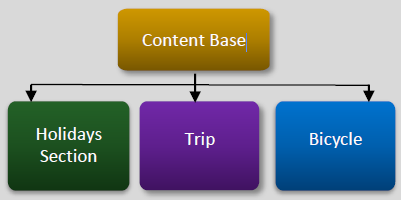 Content Base
Holidays
Section
Trip
Bicycle